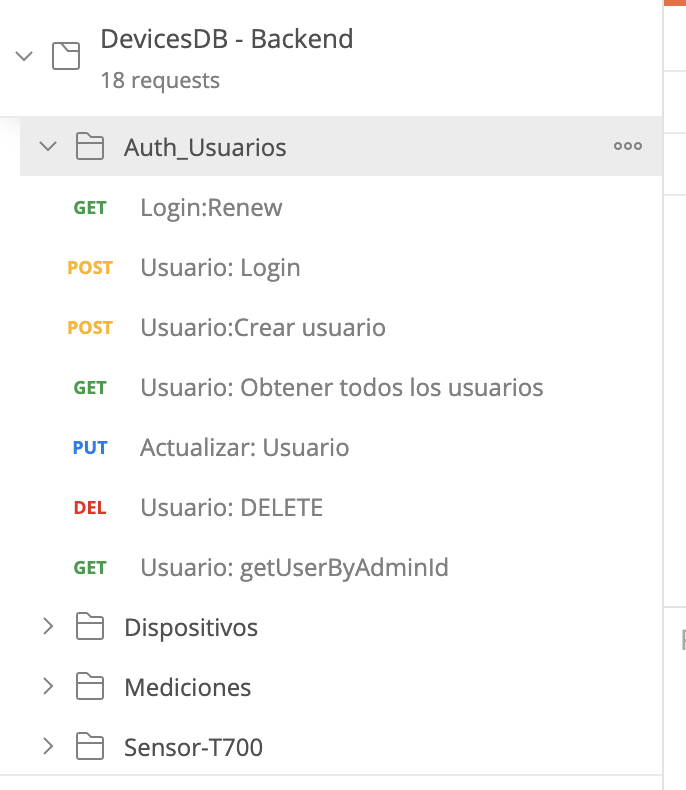 DevicesDB - Backend
18 requests
Auth_Usuarios
GET Login:Renew
POST Usuario: Login
POST Usuario:Crear usuario
GET Usuario: Obtener todos los usuarios
PUT Actualizar: Usuario
DEL Usuario: DELETE
GET Usuario: getUserByAdminId
Dispositivos
Mediciones
Sensor-T700